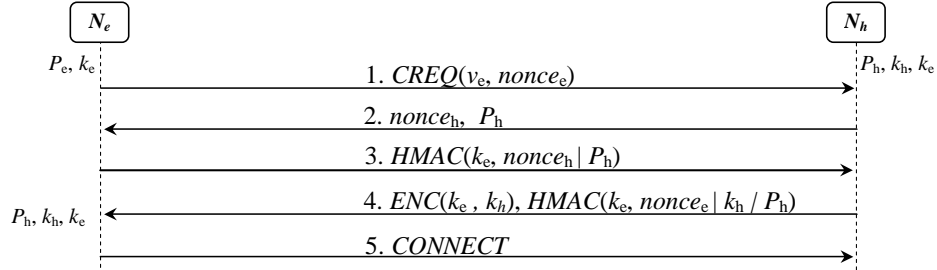 Nₑ Nₕ
Pₑ, kₑ Pₕ, kₕ, kₑ
1. CREQ(vₑ, nonceₑ)
2. nonceₕ, Pₕ
3. HMAC(kₑ, nonceₕ | Pₕ)
4. ENC(kₑ , kₕ), HMAC(kₑ, nonceₑ | kₕ / Pₕ)
Pₕ, kₕ, kₑ
5. CONNECT